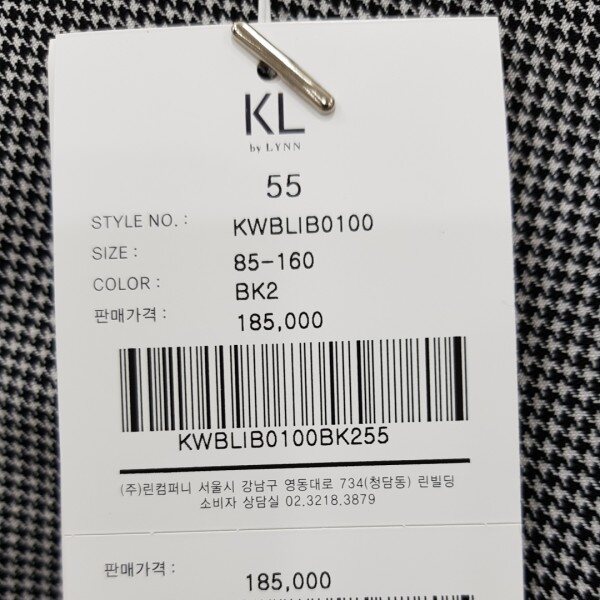 KL
by LYNN
55
STYLE NO. : KWBLIB0100
SIZE : 85-160
COLOR : BK2
판매가격 : 185,000
KWBLIB0100BK255
(주)린컴퍼니 서울시 강남구 영동대로 734(청담동) 린빌딩
소비자 상담실 02.3218.3879
판매가격 : 185,000